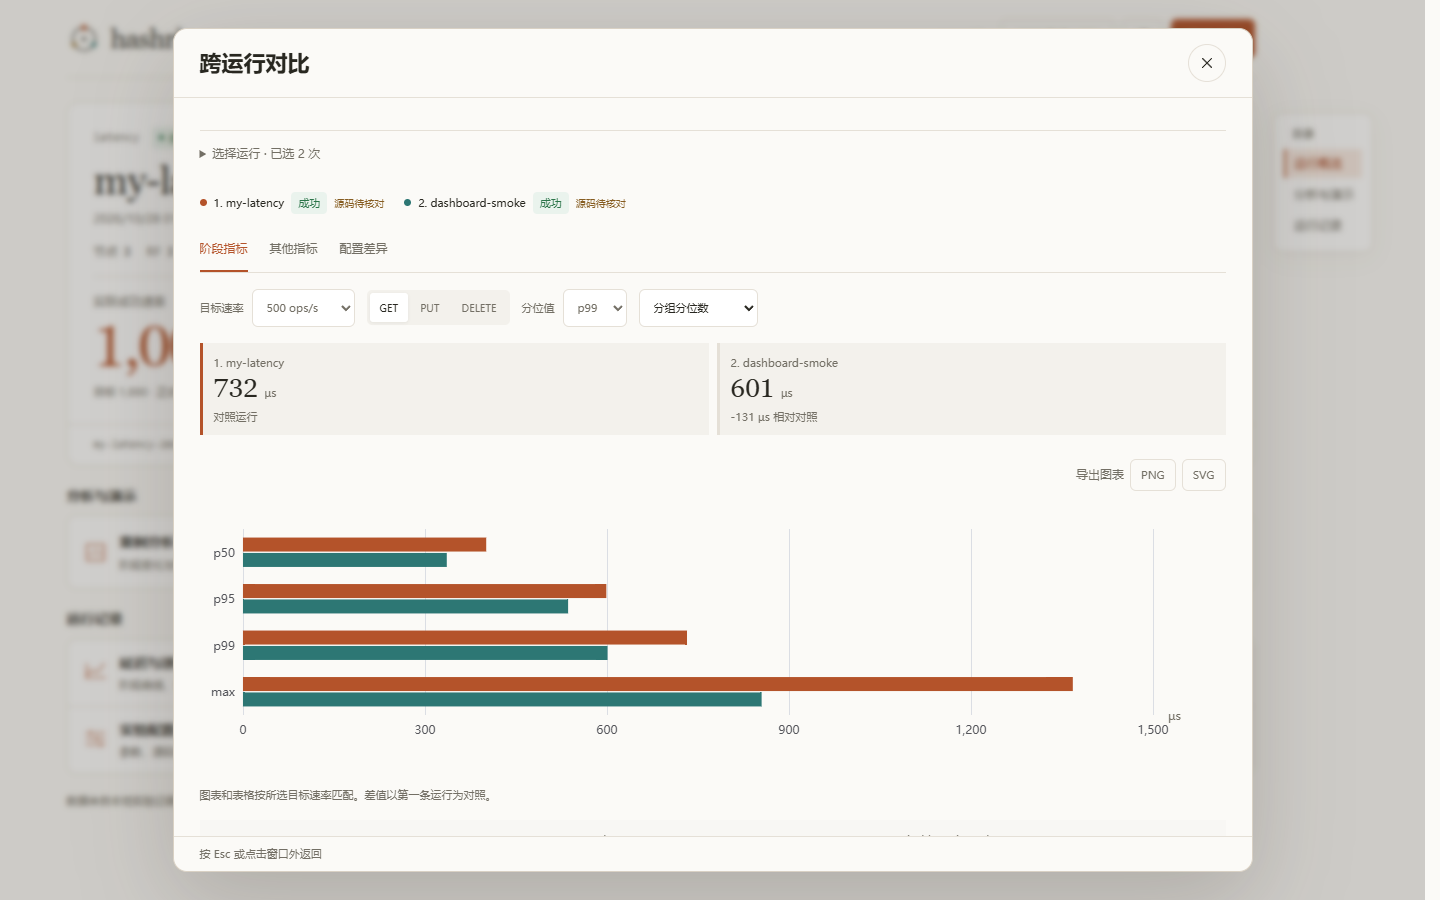 hashr
跨运行对比
选择运行 · 已选 2 次
1. my-latency 成功 源码待核对 2. dashboard-smoke 成功 源码待核对
阶段指标 其他指标 配置差异
目标速率 500 ops/s GET PUT DELETE 分位值 p99 分组分位数
1. my-latency
732 μs
对照运行
2. dashboard-smoke
601 μs
-131 μs 相对对照
导出图表 PNG SVG
p50
p95
p99
max
μs
0 300 600 900 1,200 1,500
图表和表格按所选目标速率匹配。差值以第一条运行为对照。
按 Esc 或点击窗口外返回
latency
my-la
1,00